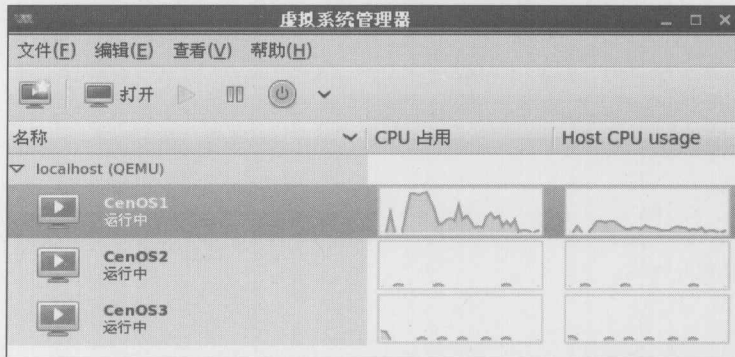 虚拟系统管理器
文件(F) 编辑(E) 查看(V) 帮助(H)
打开
名称 CPU 占用 Host CPU usage
localhost (QEMU)
CenOS1
运行中
CenOS2
运行中
CenOS3
运行中